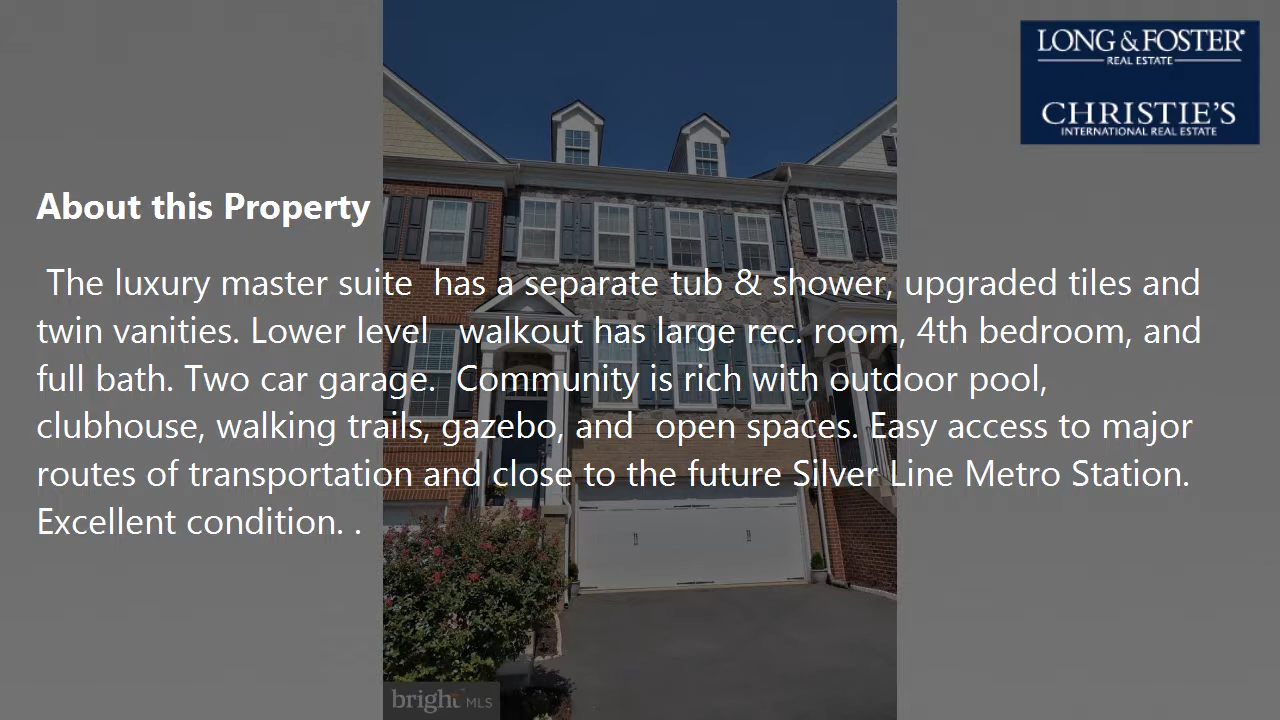 LONG & FOSTER®
REAL ESTATE
CHRISTIE'S
INTERNATIONAL REAL ESTATE
About this Property
The luxury master suite has a separate tub & shower, upgraded tiles and
twin vanities. Lower level walkout has large rec. room, 4th bedroom, and
full bath. Two car garage. Community is rich with outdoor pool,
clubhouse, walking trails, gazebo, and open spaces. Easy access to major
routes of transportation and close to the future Silver Line Metro Station.
Excellent condition. .
bright MLS